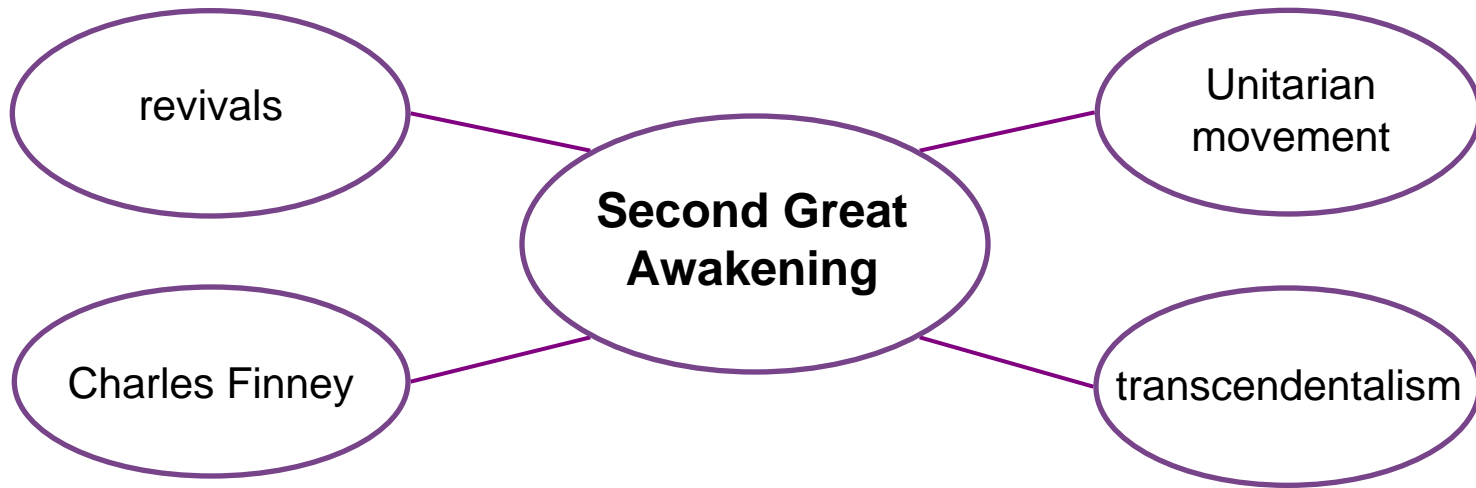 revivals
Unitarian
movement
Second Great
Awakening
Charles Finney
transcendentalism